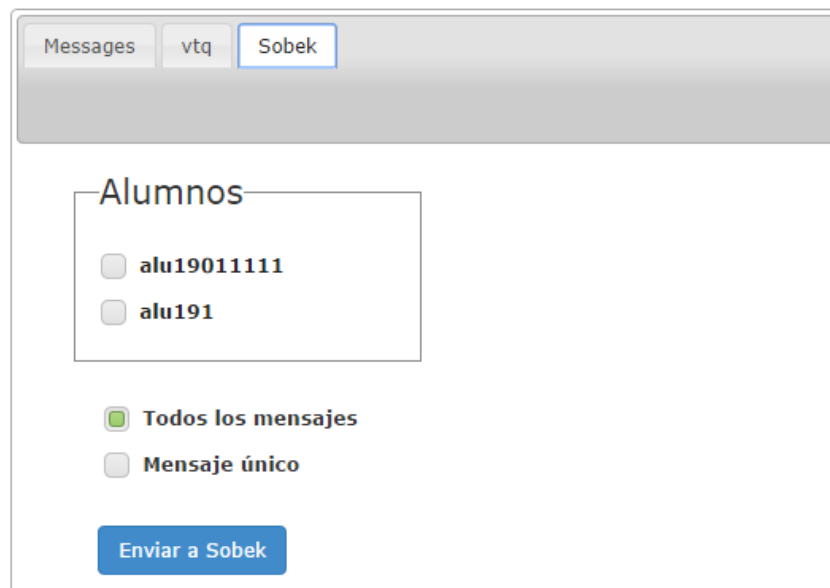 Messages vtq Sobek
Alumnos
alu19011111
alu191
Todos los mensajes
Mensaje único
Enviar a Sobek